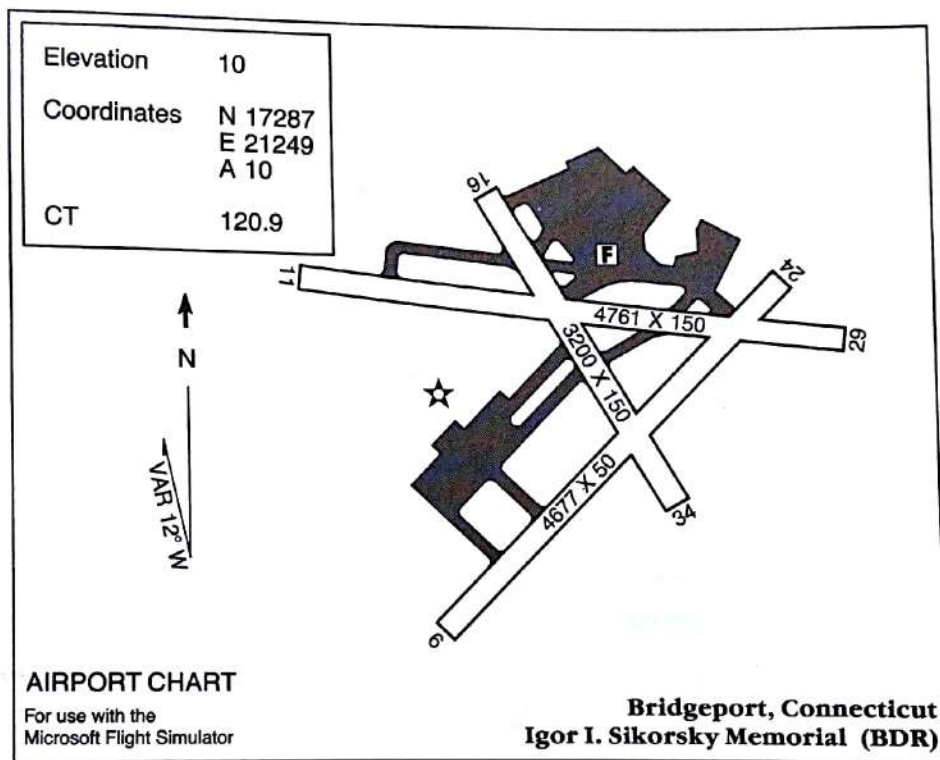 Elevation 10
Coordinates N 17287
E 21249
A 10
CT 120.9
16
F
24
11
4761 X 150
29
N
3200 X 150
VAR 12° W
4677 X 50
34
6
AIRPORT CHART
For use with the
Microsoft Flight Simulator
Bridgeport, Connecticut
Igor I. Sikorsky Memorial (BDR)